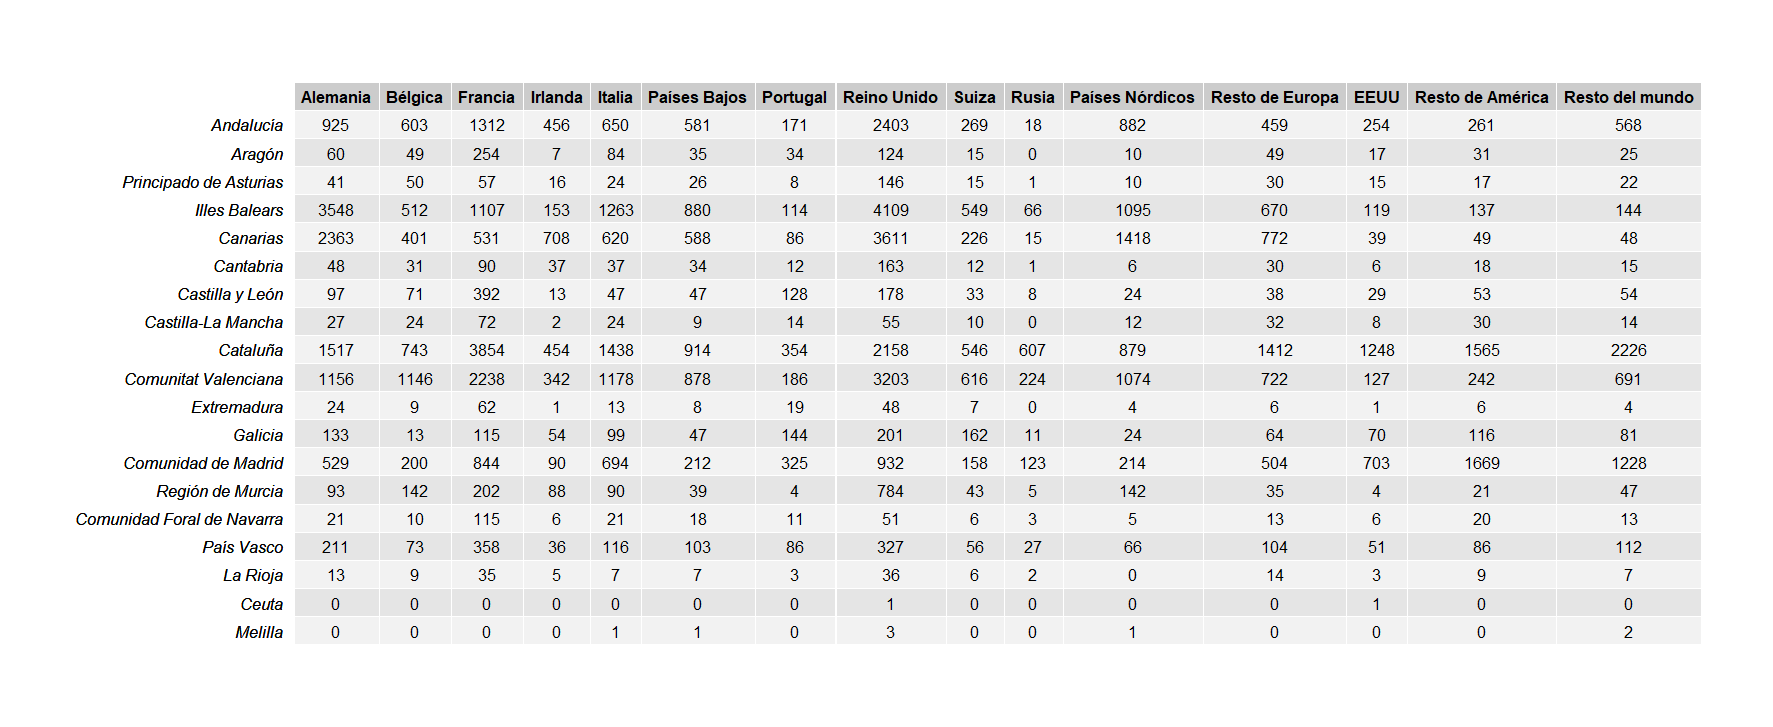 Alemania Bélgica Francia Irlanda Italia Países Bajos Portugal Reino Unido Suiza Rusia Países Nórdicos Resto de Europa EEUU Resto de América Resto del mundo
Andalucía 925 603 1312 456 650 581 171 2403 269 18 882 459 254 261 568
Aragón 60 49 254 7 84 35 34 124 15 0 10 49 17 31 25
Principado de Asturias 41 50 57 16 24 26 8 146 15 1 10 30 15 17 22
Illes Balears 3548 512 1107 153 1263 880 114 4109 549 66 1095 670 119 137 144
Canarias 2363 401 531 708 620 588 86 3611 226 15 1418 772 39 49 48
Cantabria 48 31 90 37 37 34 12 163 12 1 6 30 6 18 15
Castilla y León 97 71 392 13 47 47 128 178 33 8 24 38 29 53 54
Castilla-La Mancha 27 24 72 2 24 9 14 55 10 0 12 32 8 30 14
Cataluña 1517 743 3854 454 1438 914 354 2158 546 607 879 1412 1248 1565 2226
Comunitat Valenciana 1156 1146 2238 342 1178 878 186 3203 616 224 1074 722 127 242 691
Extremadura 24 9 62 1 13 8 19 48 7 0 4 6 1 6 4
Galicia 133 13 115 54 99 47 144 201 162 11 24 64 70 116 81
Comunidad de Madrid 529 200 844 90 694 212 325 932 158 123 214 504 703 1669 1228
Región de Murcia 93 142 202 88 90 39 4 784 43 5 142 35 4 21 47
Comunidad Foral de Navarra 21 10 115 6 21 18 11 51 6 3 5 13 6 20 13
País Vasco 211 73 358 36 116 103 86 327 56 27 66 104 51 86 112
La Rioja 13 9 35 5 7 7 3 36 6 2 0 14 3 9 7
Ceuta 0 0 0 0 0 0 0 1 0 0 0 0 1 0 0
Melilla 0 0 0 0 1 1 0 3 0 0 1 0 0 0 2